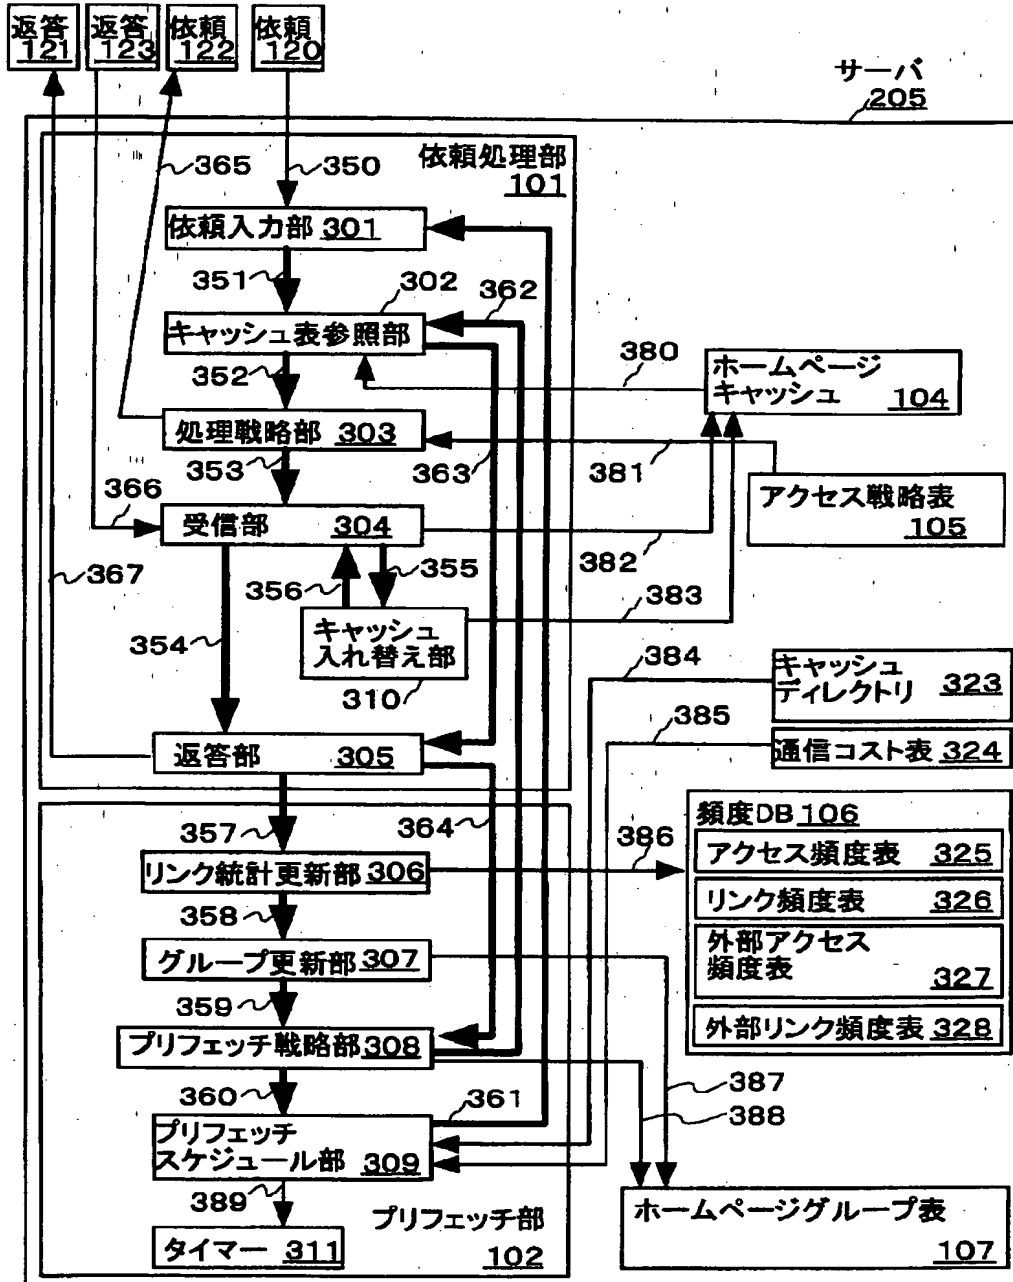 返答 返答 依頼 依頼
121 123 122 120
サーバ
205
365
350
依頼処理部
101
依頼入力部 301
351
302
362
キャッシュ表参照部
380
352
ホームページ
キャッシュ 104
処理戦略部 303
353
363
381
366
アクセス戦略表
105
受信部 304
382
367
356
355
383
354
キャッシュ
入れ替え部
310
384
キャッシュ
ディレクトリ 323
385
返答部 305
通信コスト表 324
357
364
頻度DB 106
386
アクセス頻度表 325
リンク統計更新部 306
358
リンク頻度表 326
グループ更新部 307
外部アクセス
頻度表 327
359
外部リンク頻度表 328
プリフェッチ戦略部 308
360
361
387
388
プリフェッチ
スケジュール部 309
389
プリフェッチ部
102
タイマー 311
ホームページグループ表
107